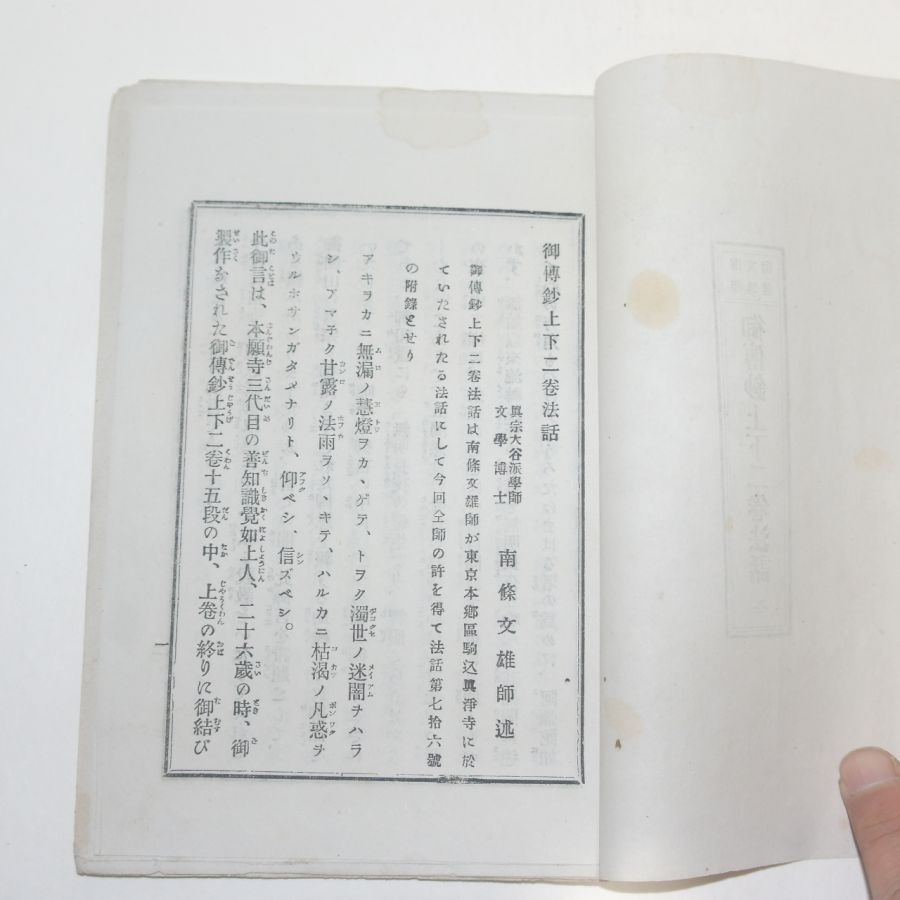 御傳鈔上下二卷法話
眞宗大谷派學師
文學博士
南條文雄師述
御傳鈔上下二卷法話は南條文雄師が東京本鄕區駒込眞淨寺に於
ていたされたる法話にして今回仝師の許を得て法話第七拾六號
の附錄とせり
アキラカニ無漏ノ慧燈ヲカヽゲテ、トヲク濁世ノ迷闇ヲハラ
シ、アマネク甘露ノ法雨ヲソヽキテ、ハルカニ枯渇ノ凡惑ヲ
ウルホサンガタメナリト、仰ベシ、信ズベシ。
此御言は、本願寺三代目の善知識覺如上人、二十六歲の時、御
製作なされた御傳鈔上下二卷十五段の中、上卷の終りに御結び
一